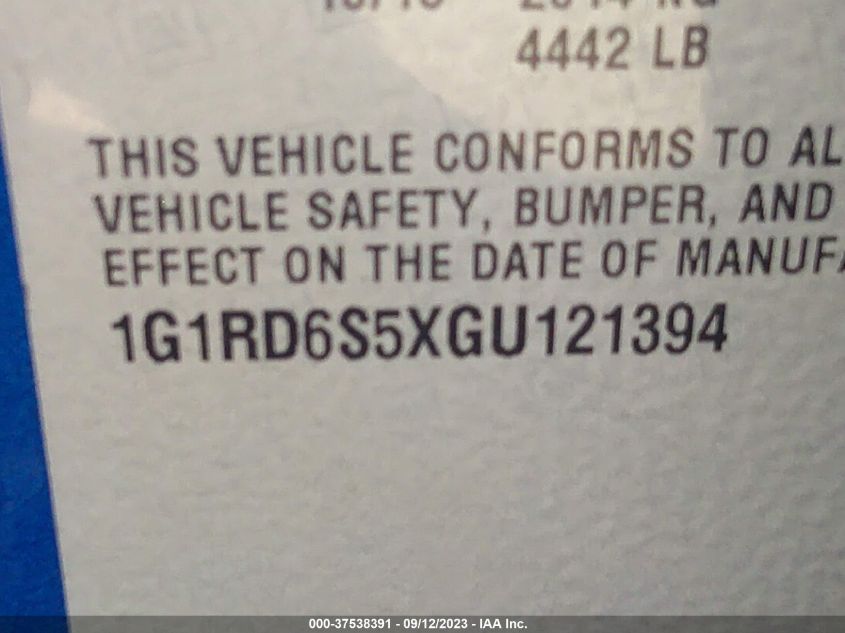 4442 LB
THIS VEHICLE CONFORMS TO AL
VEHICLE SAFETY, BUMPER, AND
EFFECT ON THE DATE OF MANUFA
1G1RD6S5XGU121394
000-37538391 - 09/12/2023 - IAA Inc.